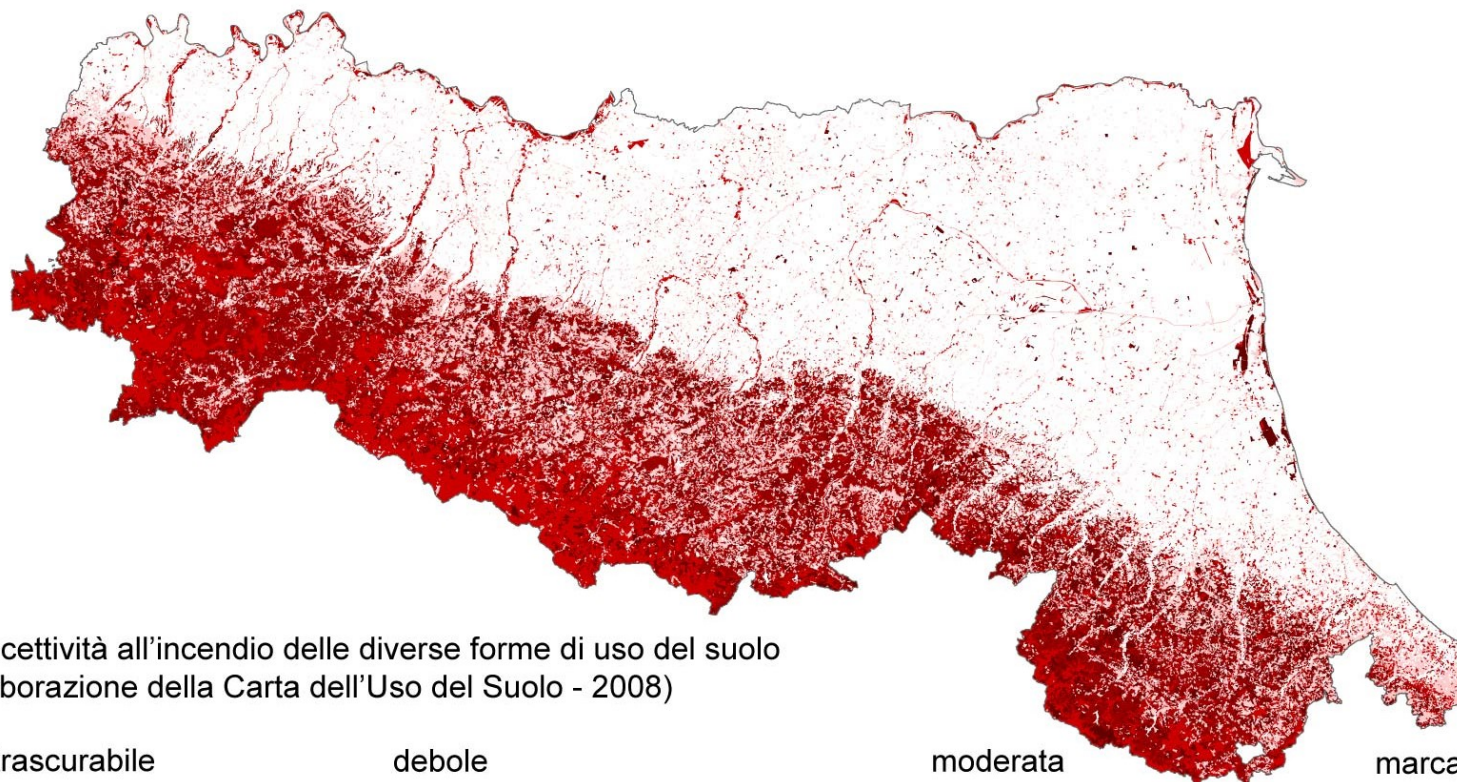 cettività all'incendio delle diverse forme di uso del suolo
borazione della Carta dell'Uso del Suolo - 2008)
rascurabile debole moderata marca